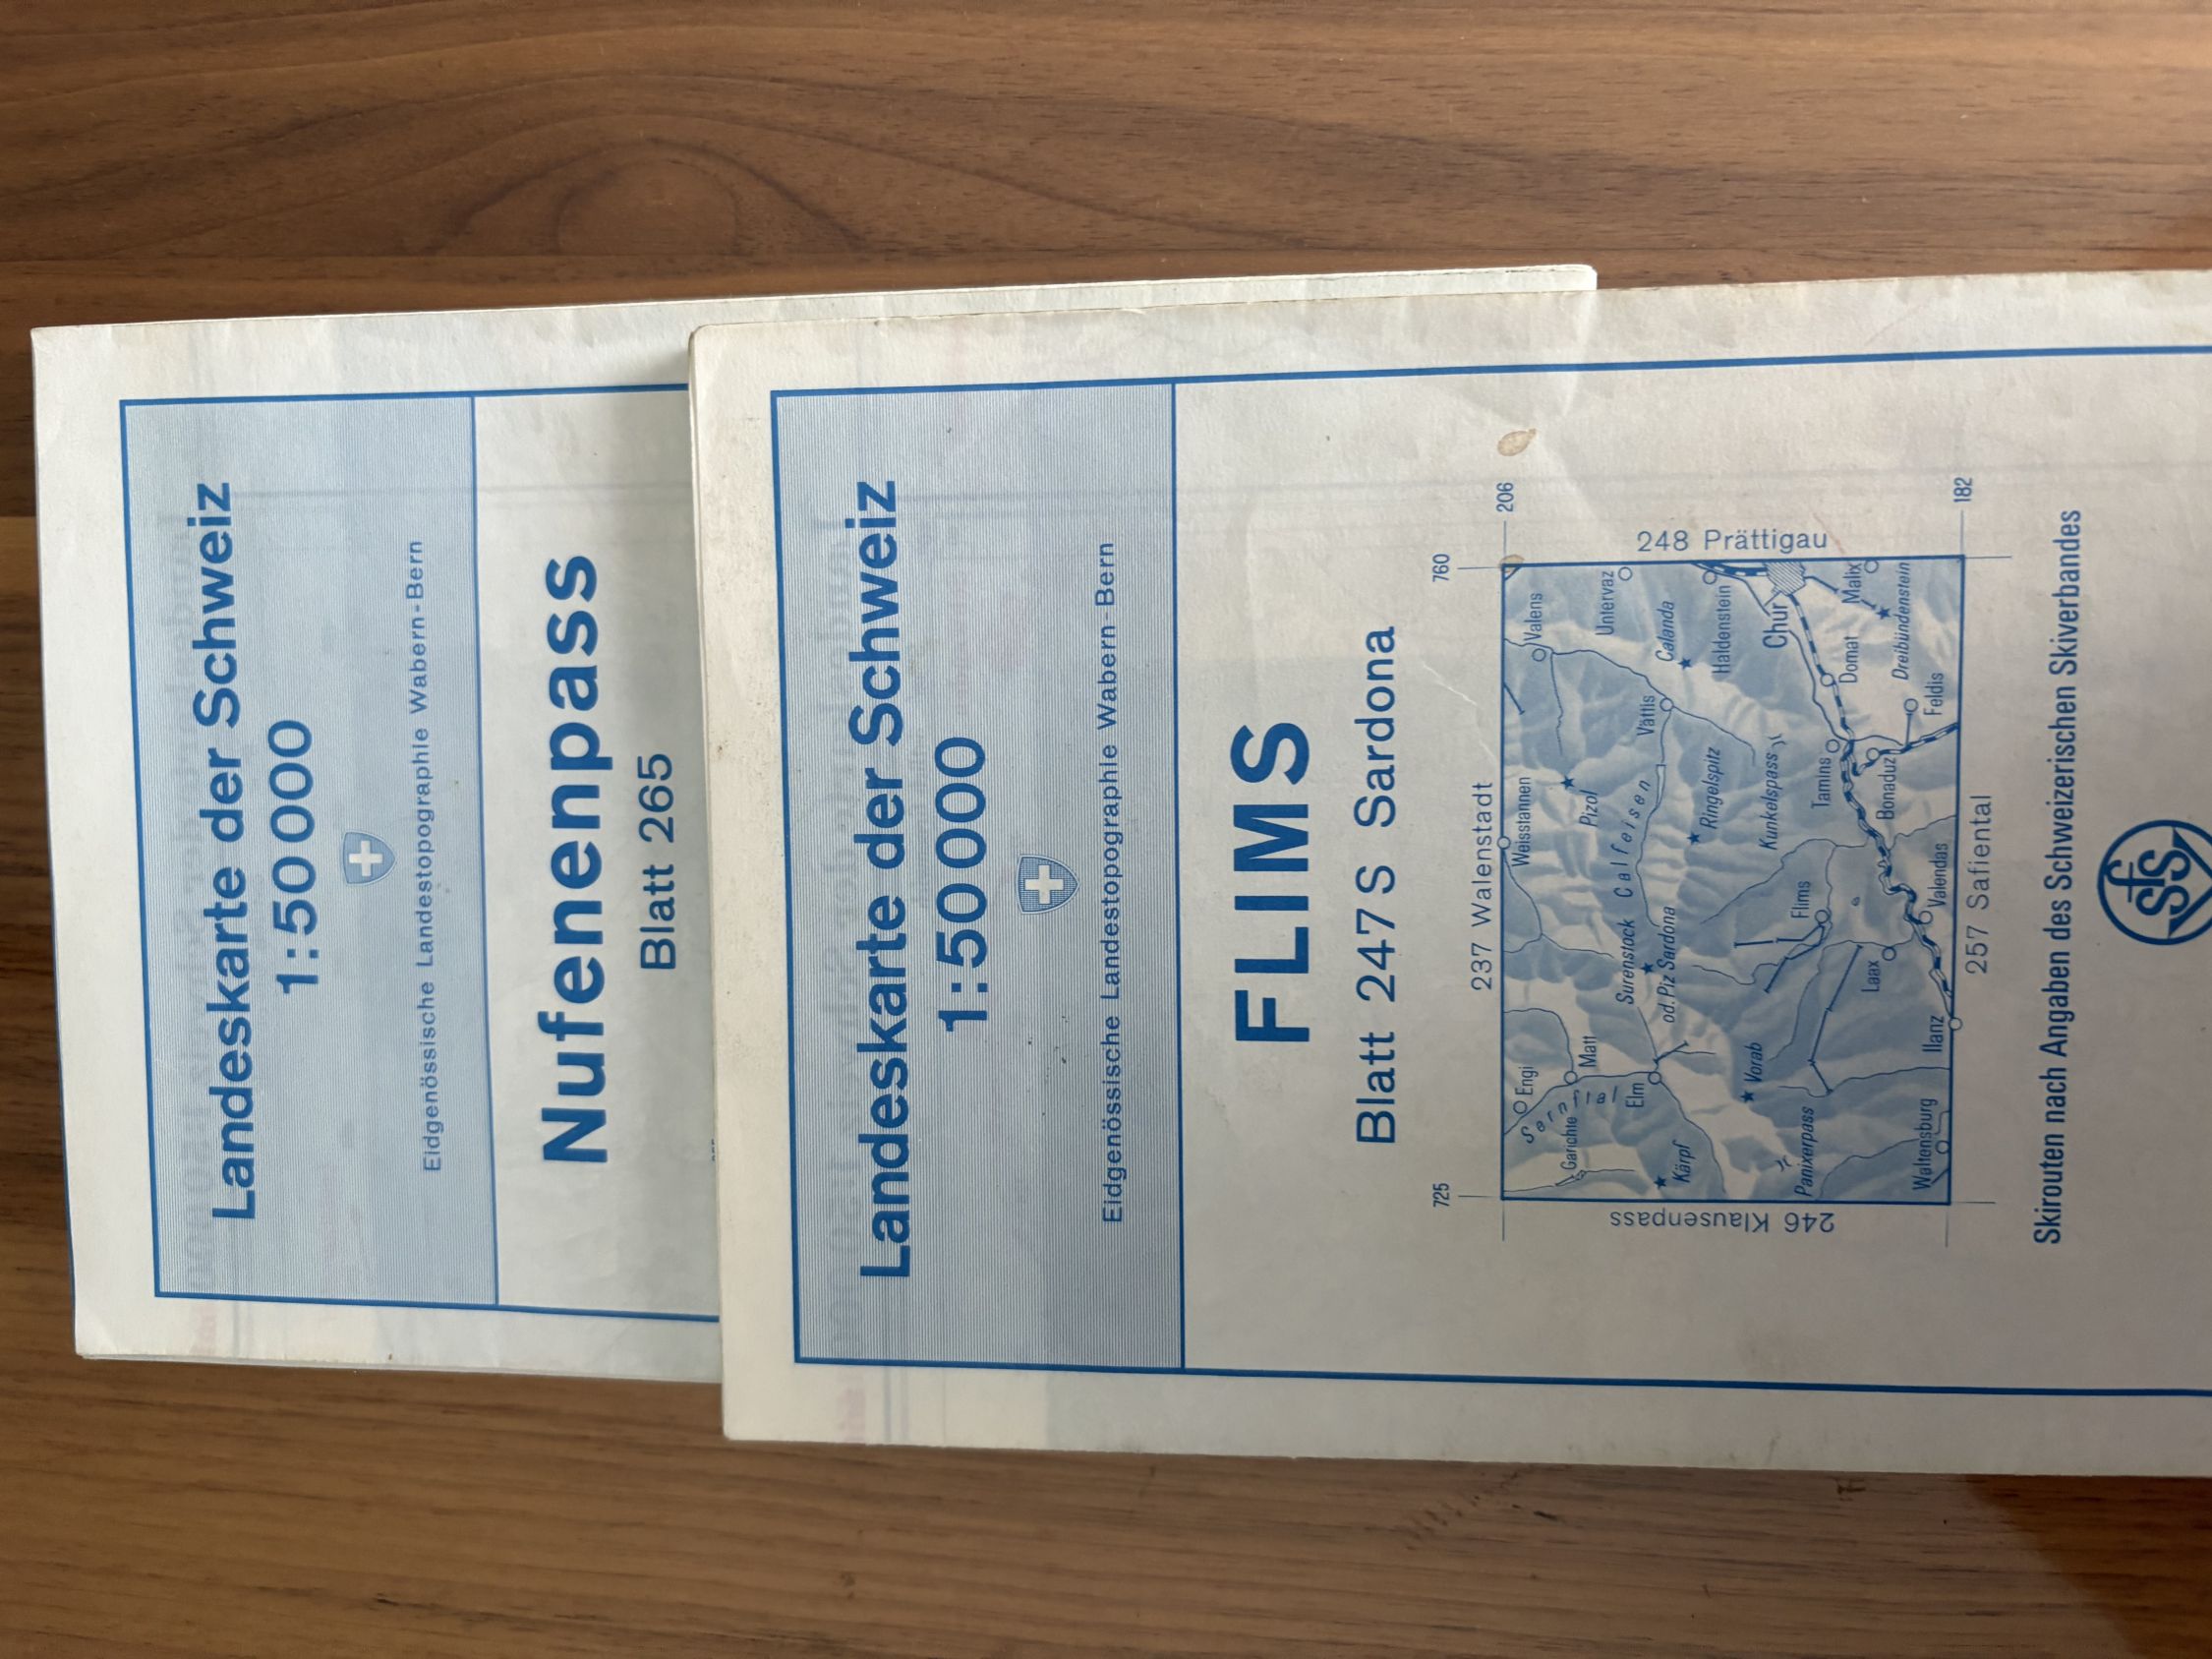 Landeskarte der Schweiz
1:50 000
Eidgenössische Landestopographie Wabern-Bern
Nufenenpass
Blatt 265
Landeskarte der Schweiz
1:50 000
Eidgenössische Landestopographie Wabern-Bern
FLIMS
Blatt 247 S Sardona
725
760
237 Walenstadt
206
246 Klausenpass
248 Prättigau
Engi
Weisstannen
Valens
Sernftal
Matt
Garichte
Pizol
Untervaz
Elm
Surenstock
Calfeisen
Vättis
Calanda
Kärpf
od. Piz Sardona
Ringelspitz
Haldenstein
Vorab
Kunkelspass
Chur
Panixerpass
Flims
Tamins
Domat
Malix
Laax
Bonaduz
Dreibündenstein
Waltensburg
Ilanz
Valendas
Feldis
182
257 Safiental
Skirouten nach Angaben des Schweizerischen Skiverbandes
sfs
SS